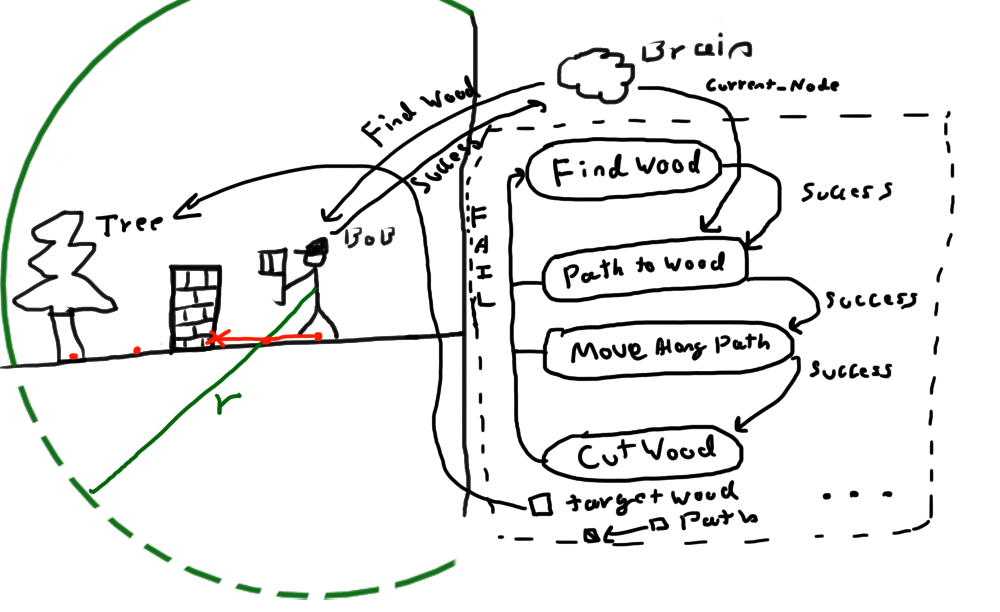 Brain
Current_Node
Find Wood
Success
Tree
BoB
r
FAIL
Find Wood
Success
Path to Wood
Success
Move Along Path
Success
Cut Wood
target wood
Path
...